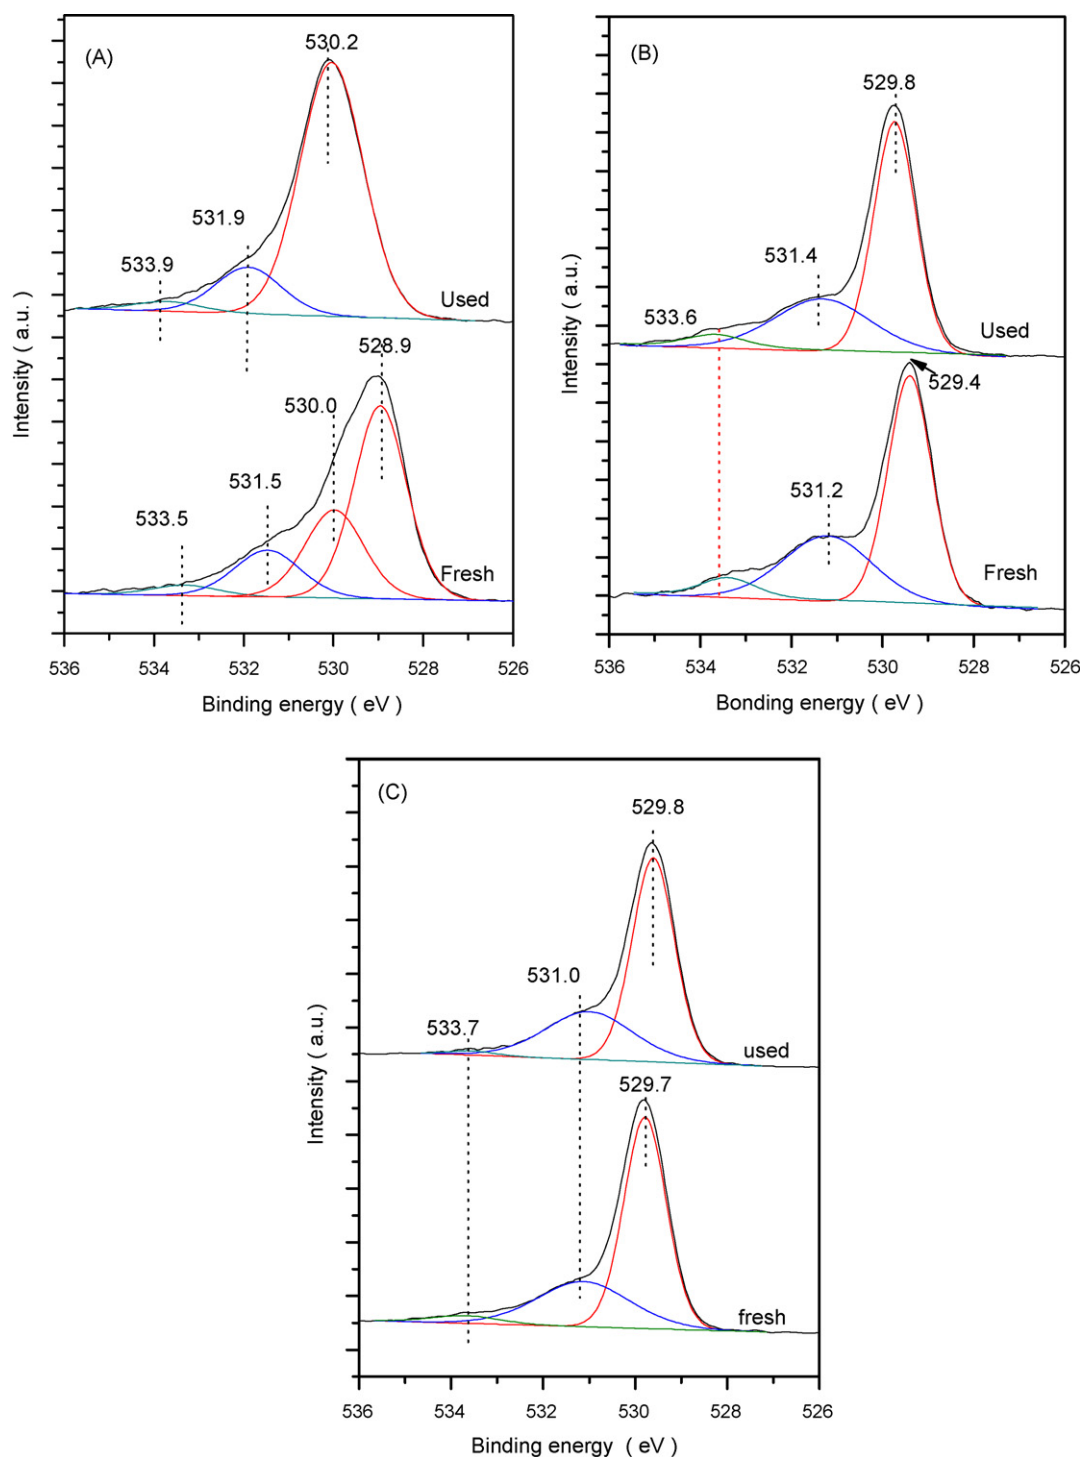 (A)
530.2
531.9
533.9
Used
528.9
530.0
531.5
533.5
Fresh
Intensity ( a.u. )
536 534 532 530 528 526
Binding energy ( eV )
(B)
529.8
531.4
533.6
Used
529.4
531.2
Fresh
Intensity ( a.u.)
536 534 532 530 528 526
Bonding energy ( eV )
(C)
529.8
531.0
533.7
used
529.7
fresh
Intensity ( a.u.)
536 534 532 530 528 526
Binding energy ( eV )